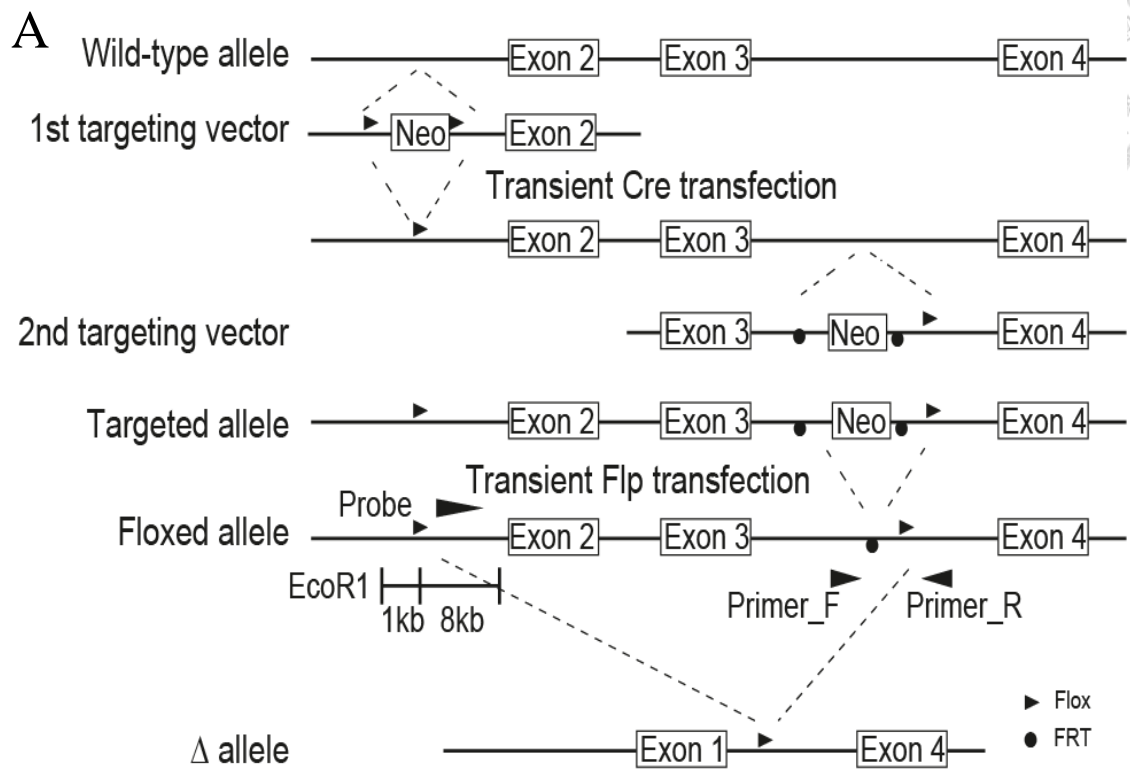 A
Wild-type allele Exon 2 Exon 3 Exon 4
1st targeting vector Neo Exon 2
Transient Cre transfection
Exon 2 Exon 3 Exon 4
2nd targeting vector Exon 3 Neo Exon 4
Targeted allele Exon 2 Exon 3 Neo Exon 4
Transient Flp transfection
Probe
Floxed allele Exon 2 Exon 3 Exon 4
EcoR1
1kb 8kb
Primer_F Primer_R
Flox
FRT
Δ allele Exon 1 Exon 4